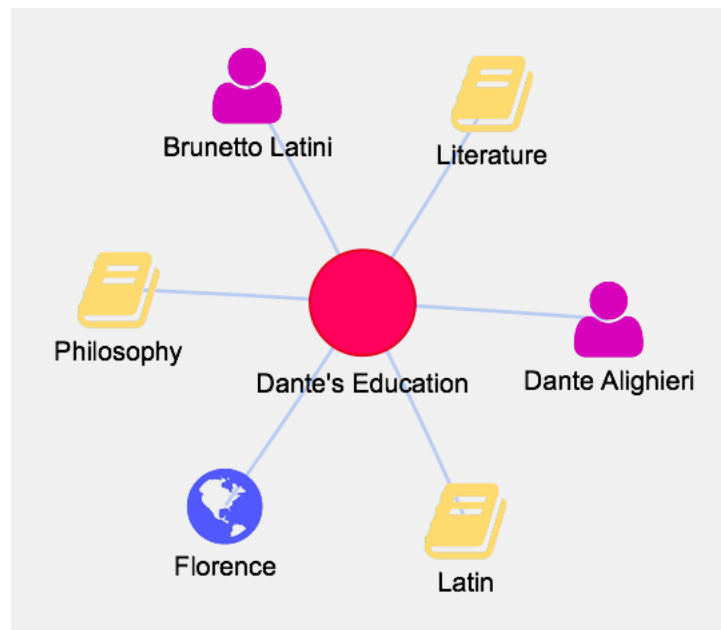 Brunetto Latini
Literature
Philosophy
Dante's Education
Dante Alighieri
Florence
Latin